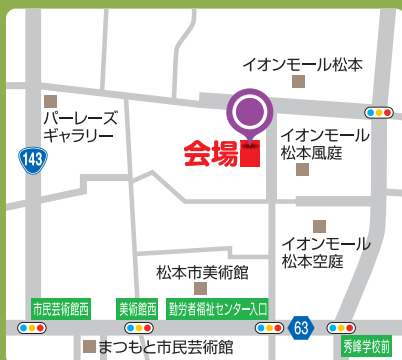 イオンモール松本
パーレーズ
ギャラリー
会場
イオンモール
松本風庭
143
イオンモール
松本空庭
松本市美術館
市民芸術館西
美術館西
勤労者福祉センター入口
63
秀峰学校前
まつもと市民芸術館